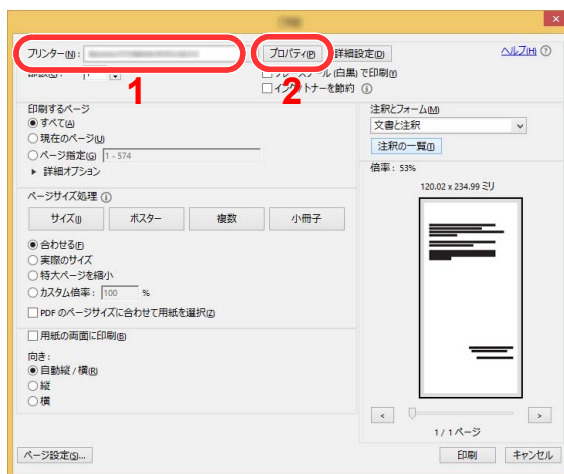 プリンター(N):
プロパティ(P)
詳細設定(D)
ヘルプ(H)
1
2
グレースケール (白黒) で印刷(Y)
インク/トナーを節約
印刷するページ
すべて(A)
現在のページ(U)
ページ指定(G) 1 - 574
詳細オプション
ページサイズ処理
サイズ(I) ポスター 複数 小冊子
合わせる(F)
実際のサイズ
特大ページを縮小
カスタム倍率: 100 %
PDF のページサイズに合わせて用紙を選択(Z)
用紙の両面に印刷(B)
向き:
自動縦 / 横(R)
縦
横
注釈とフォーム(M)
文書と注釈
注釈の一覧(T)
倍率: 53%
120.02 x 234.99 ミリ
< >
1 / 1 ページ
ページ設定(S)...
印刷 キャンセル